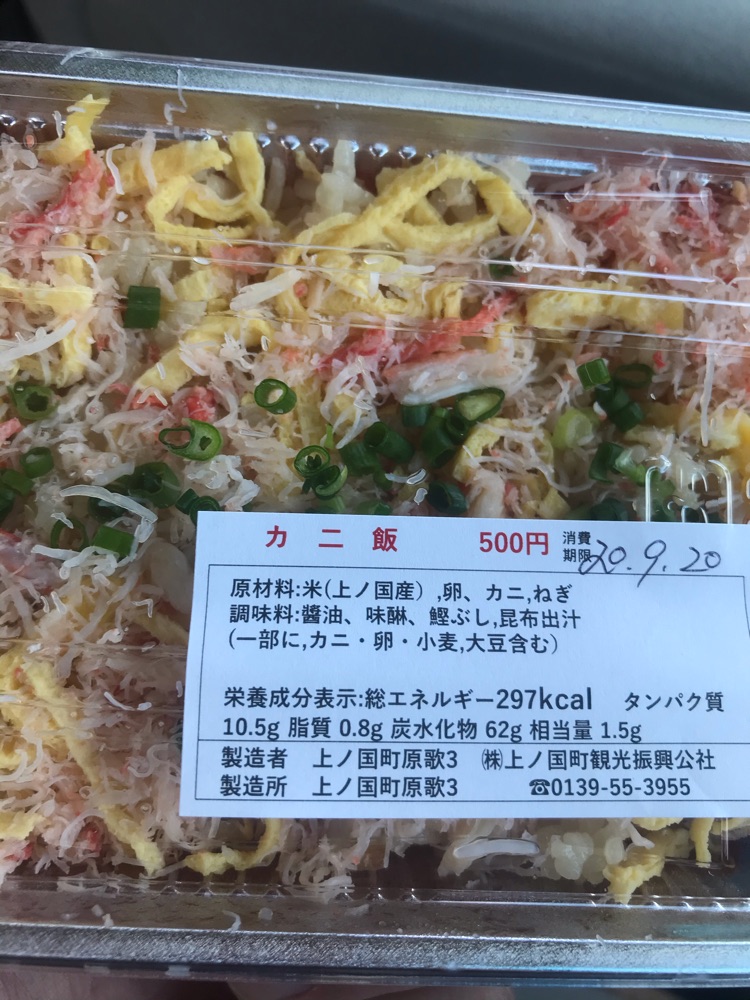 カニ飯 500円 消費期限 20.9.20
原材料:米(上ノ国産）,卵、カニ,ねぎ
調味料:醬油、味醂、鰹ぶし,昆布出汁
(一部に,カニ・卵・小麦,大豆含む）
栄養成分表示:総エネルギー297kcal タンパク質
10.5g 脂質 0.8g 炭水化物 62g 相当量 1.5g
製造者 上ノ国町原歌3 ㈱上ノ国町観光振興公社
製造所 上ノ国町原歌3 ☎0139-55-3955